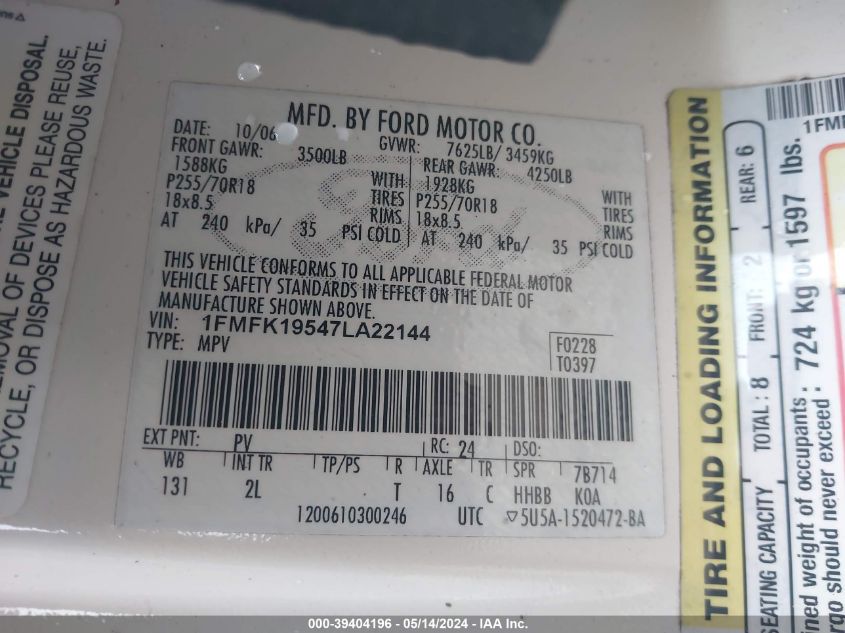 MFD. BY FORD MOTOR CO.
DATE: 10/06 GVWR: 7625LB/ 3459KG
FRONT GAWR: 3500LB REAR GAWR: 4250LB
1588KG WITH 1928KG WITH
P255/70R18 TIRES P255/70R18 TIRES
18x8.5 RIMS 18x8.5 RIMS
AT 240 kPa/ 35 PSI COLD AT 240 kPa/ 35 PSI COLD
Ford
THIS VEHICLE CONFORMS TO ALL APPLICABLE FEDERAL MOTOR
VEHICLE SAFETY STANDARDS IN EFFECT ON THE DATE OF
MANUFACTURE SHOWN ABOVE.
VIN: 1FMFK19547LA22144
TYPE: MPV
F0228
T0397
EXT PNT: PV RC: 24 DSO:
WB INT TR TP/PS R AXLE TR SPR 7B714
131 2L T 16 C HHBB KOA
1200610300246 UTC ▽5U5A-1520472-BA
VEHICLE DISPOSAL,
MOVAL OF DEVICES PLEASE REUSE,
RECYCLE, OR DISPOSE AS HAZARDOUS WASTE.
TIRE AND LOADING INFORMATION
SEATING CAPACITY TOTAL: 8 FRONT: 2 REAR: 6
ined weight of occupants : 724 kg or 1597 lbs.
rgo should never exceed :
1FMF
000-39404196 - 05/14/2024 - IAA Inc.